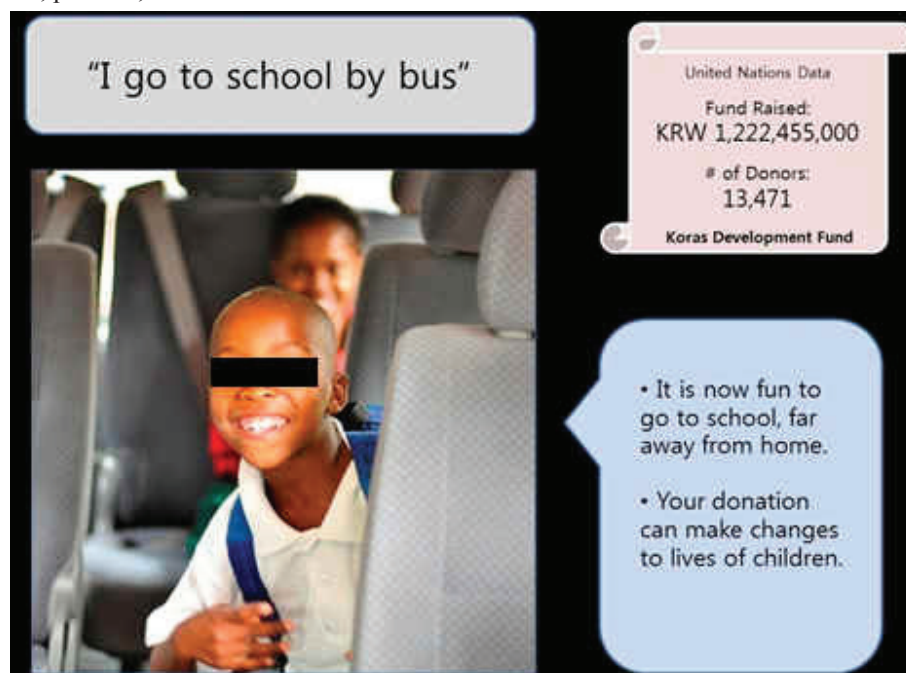 “I go to school by bus”
United Nations Data
Fund Raised:
KRW 1,222,455,000
# of Donors:
13,471
Koras Development Fund
• It is now fun to
go to school, far
away from home.
• Your donation
can make changes
to lives of children.